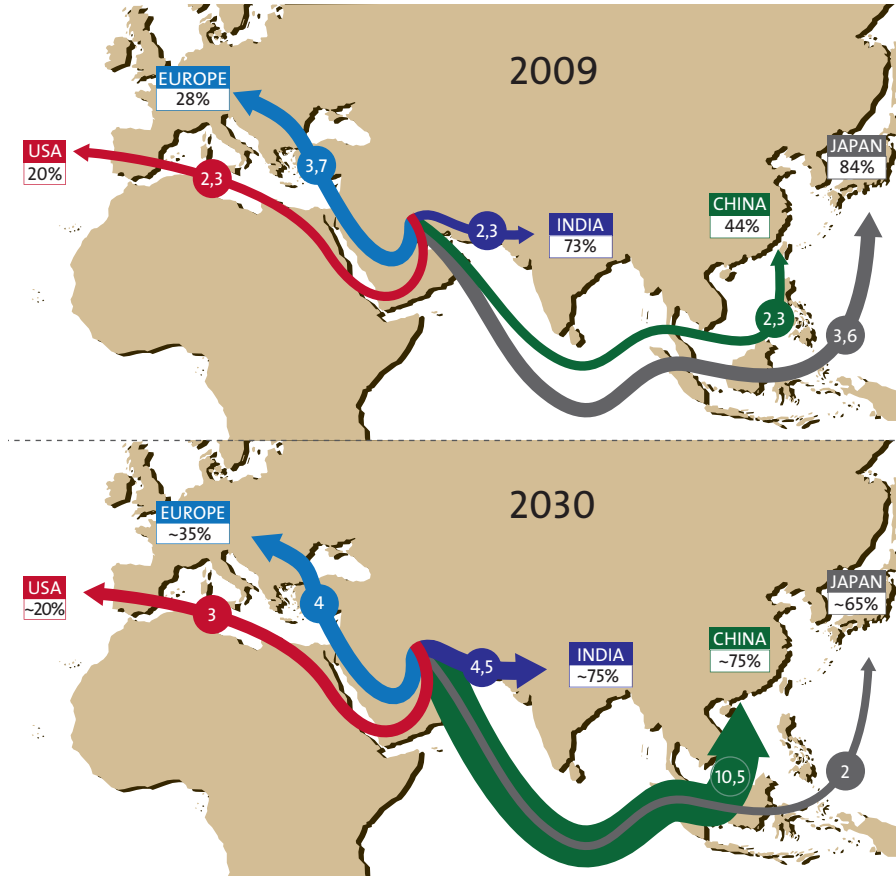 2009
EUROPE
28%
USA
20%
2,3
3,7
2,3
INDIA
73%
CHINA
44%
JAPAN
84%
2,3
3,6
2030
EUROPE
~35%
USA
~20%
3
4
4,5
INDIA
~75%
CHINA
~75%
JAPAN
~65%
10,5
2